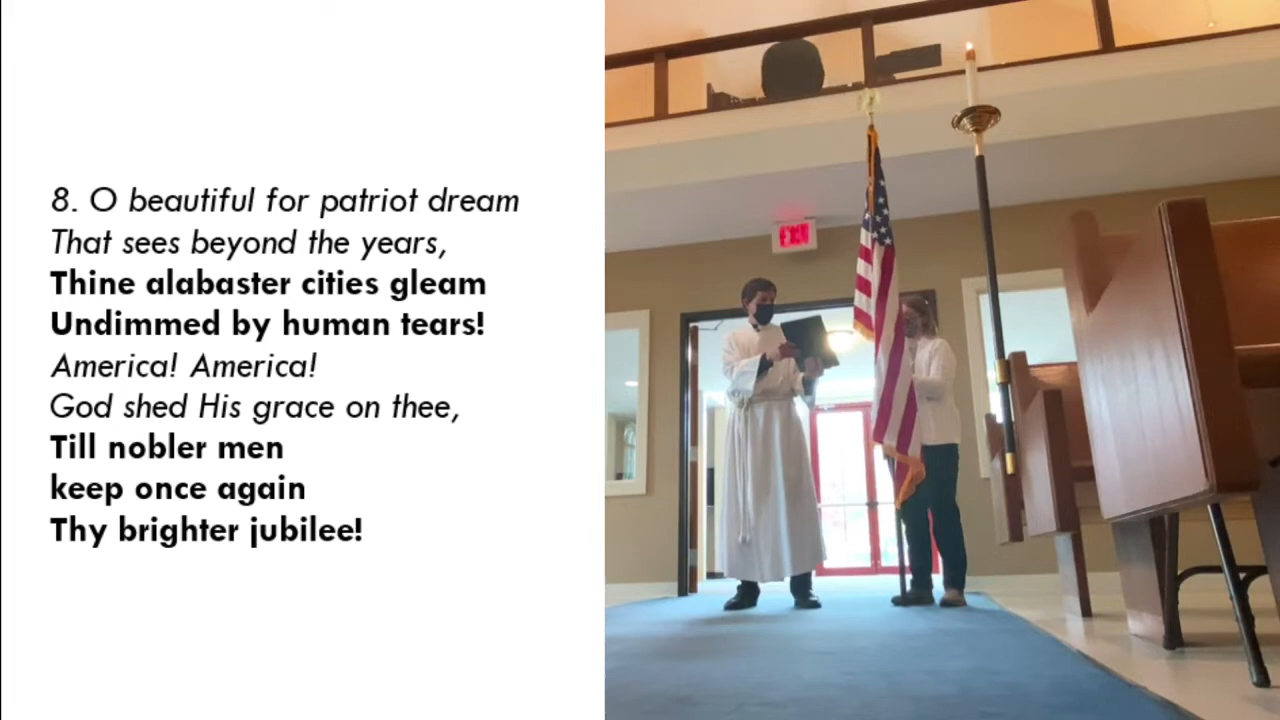 8. O beautiful for patriot dream
That sees beyond the years,
Thine alabaster cities gleam
Undimmed by human tears!
America! America!
God shed His grace on thee,
Till nobler men
keep once again
Thy brighter jubilee!
EXIT